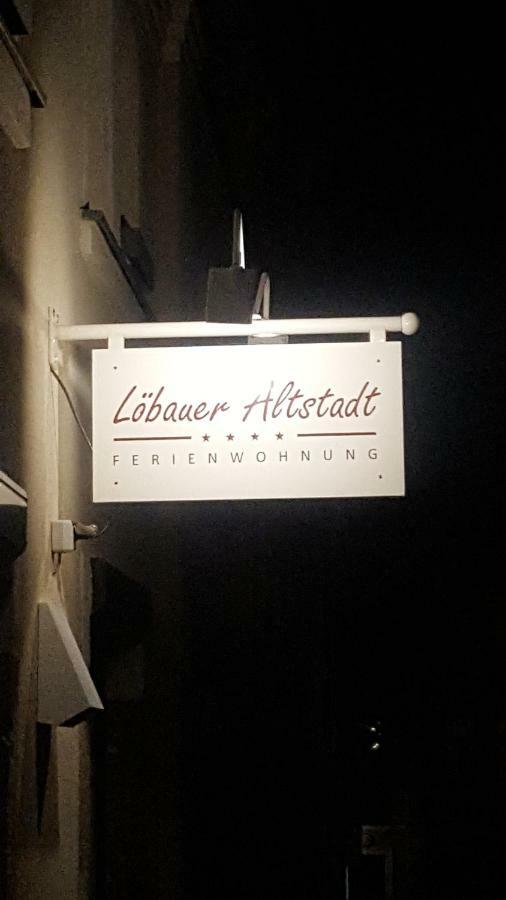 Löbauer Altstadt
★ ★ ★ ★
FERIENWOHNUNG